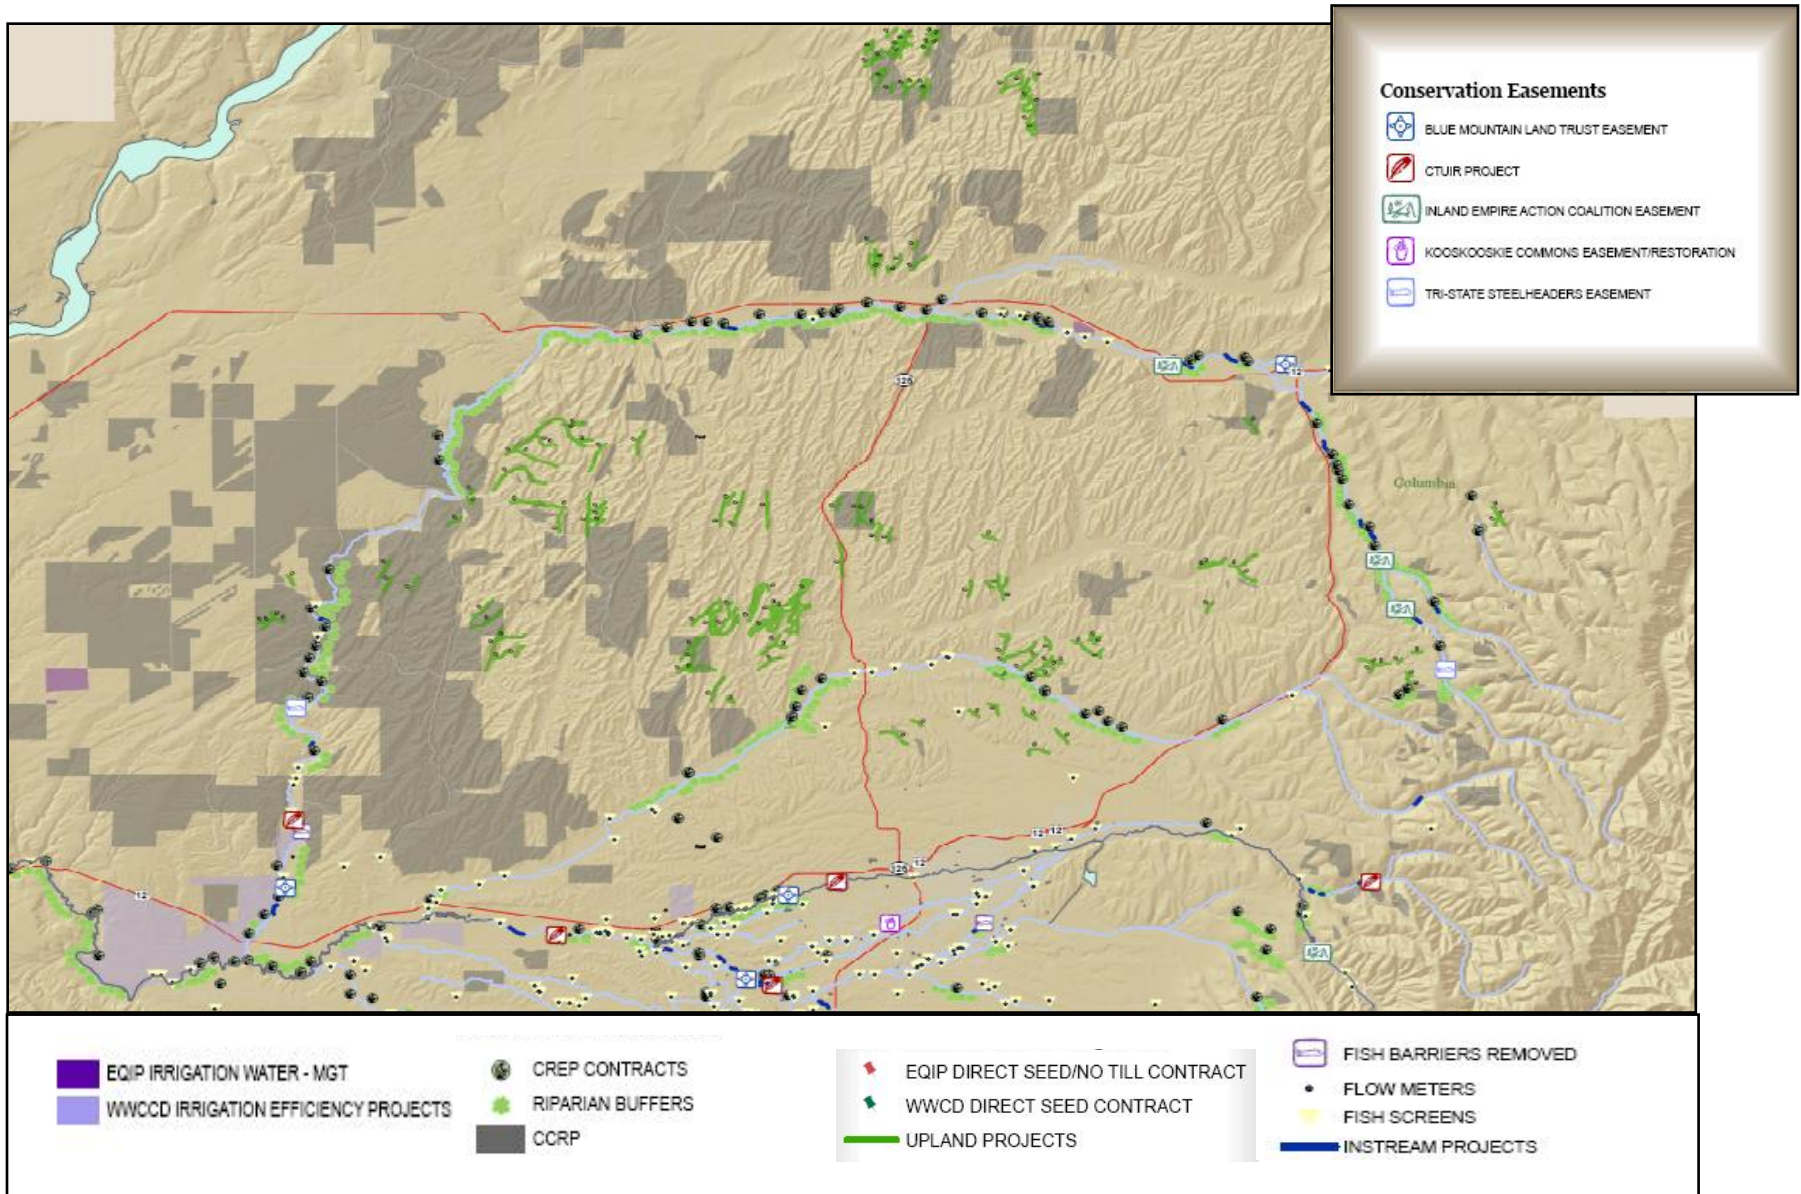 Conservation Easements
BLUE MOUNTAIN LAND TRUST EASEMENT
CTUIR PROJECT
INLAND EMPIRE ACTION COALITION EASEMENT
KOOSKOOSKIE COMMONS EASEMENT/RESTORATION
TRI-STATE STEELHEADERS EASEMENT
12
Columbia
12 12
12
12
EQIP IRRIGATION WATER - MGT
WWCCD IRRIGATION EFFICIENCY PROJECTS
CREP CONTRACTS
RIPARIAN BUFFERS
CCRP
EQIP DIRECT SEED/NO TILL CONTRACT
WWCD DIRECT SEED CONTRACT
UPLAND PROJECTS
FISH BARRIERS REMOVED
FLOW METERS
FISH SCREENS
INSTREAM PROJECTS